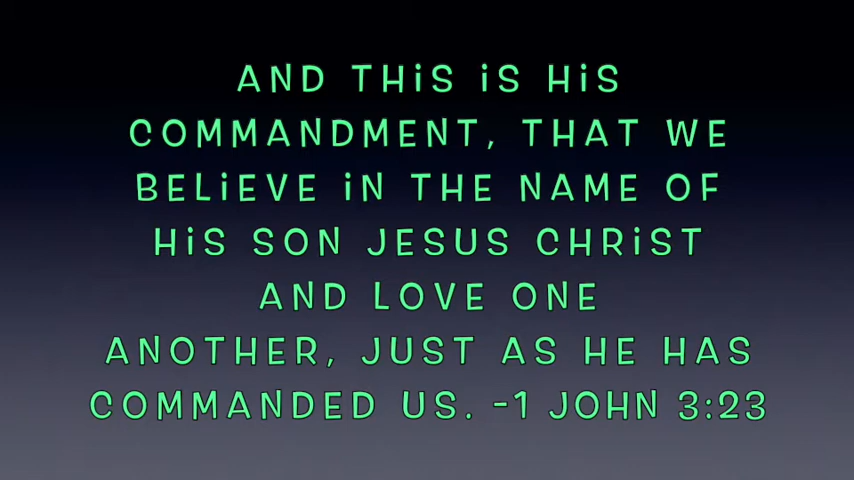 AND THiS iS HiS
COMMANDMENT, THAT WE
BELiEVE iN THE NAME OF
HiS SON JESUS CHRiST
AND LOVE ONE
ANOTHER, JUST AS HE HAS
COMMANDED US. -1 JOHN 3:23